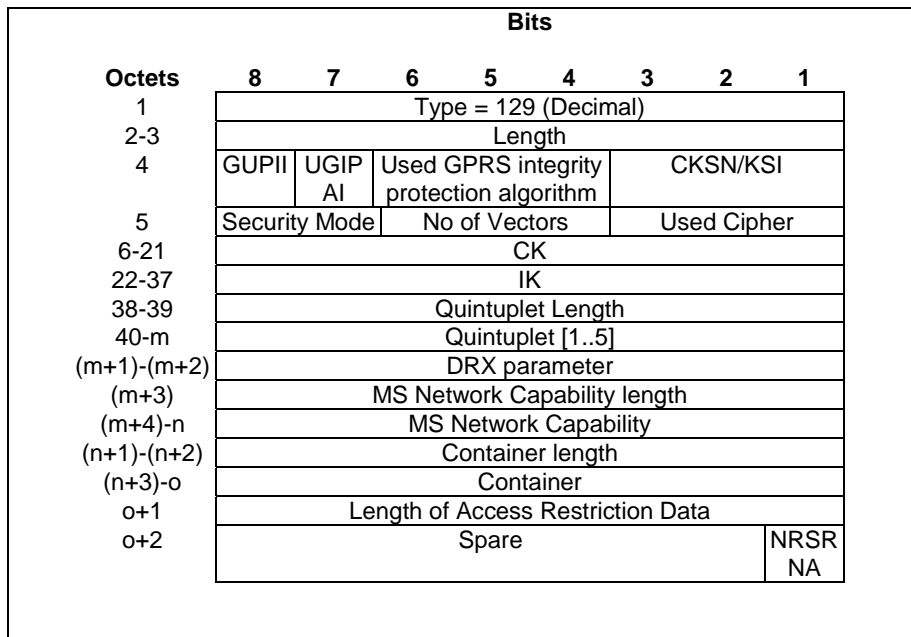 Bits
Octets 8 7 6 5 4 3 2 1
1 Type = 129 (Decimal)
2-3 Length
4 GUPII UGIP Used GPRS integrity CKSN/KSI
AI protection algorithm
5 Security Mode No of Vectors Used Cipher
6-21 CK
22-37 IK
38-39 Quintuplet Length
40-m Quintuplet [1..5]
(m+1)-(m+2) DRX parameter
(m+3) MS Network Capability length
(m+4)-n MS Network Capability
(n+1)-(n+2) Container length
(n+3)-o Container
o+1 Length of Access Restriction Data
o+2 Spare NRSR
NA